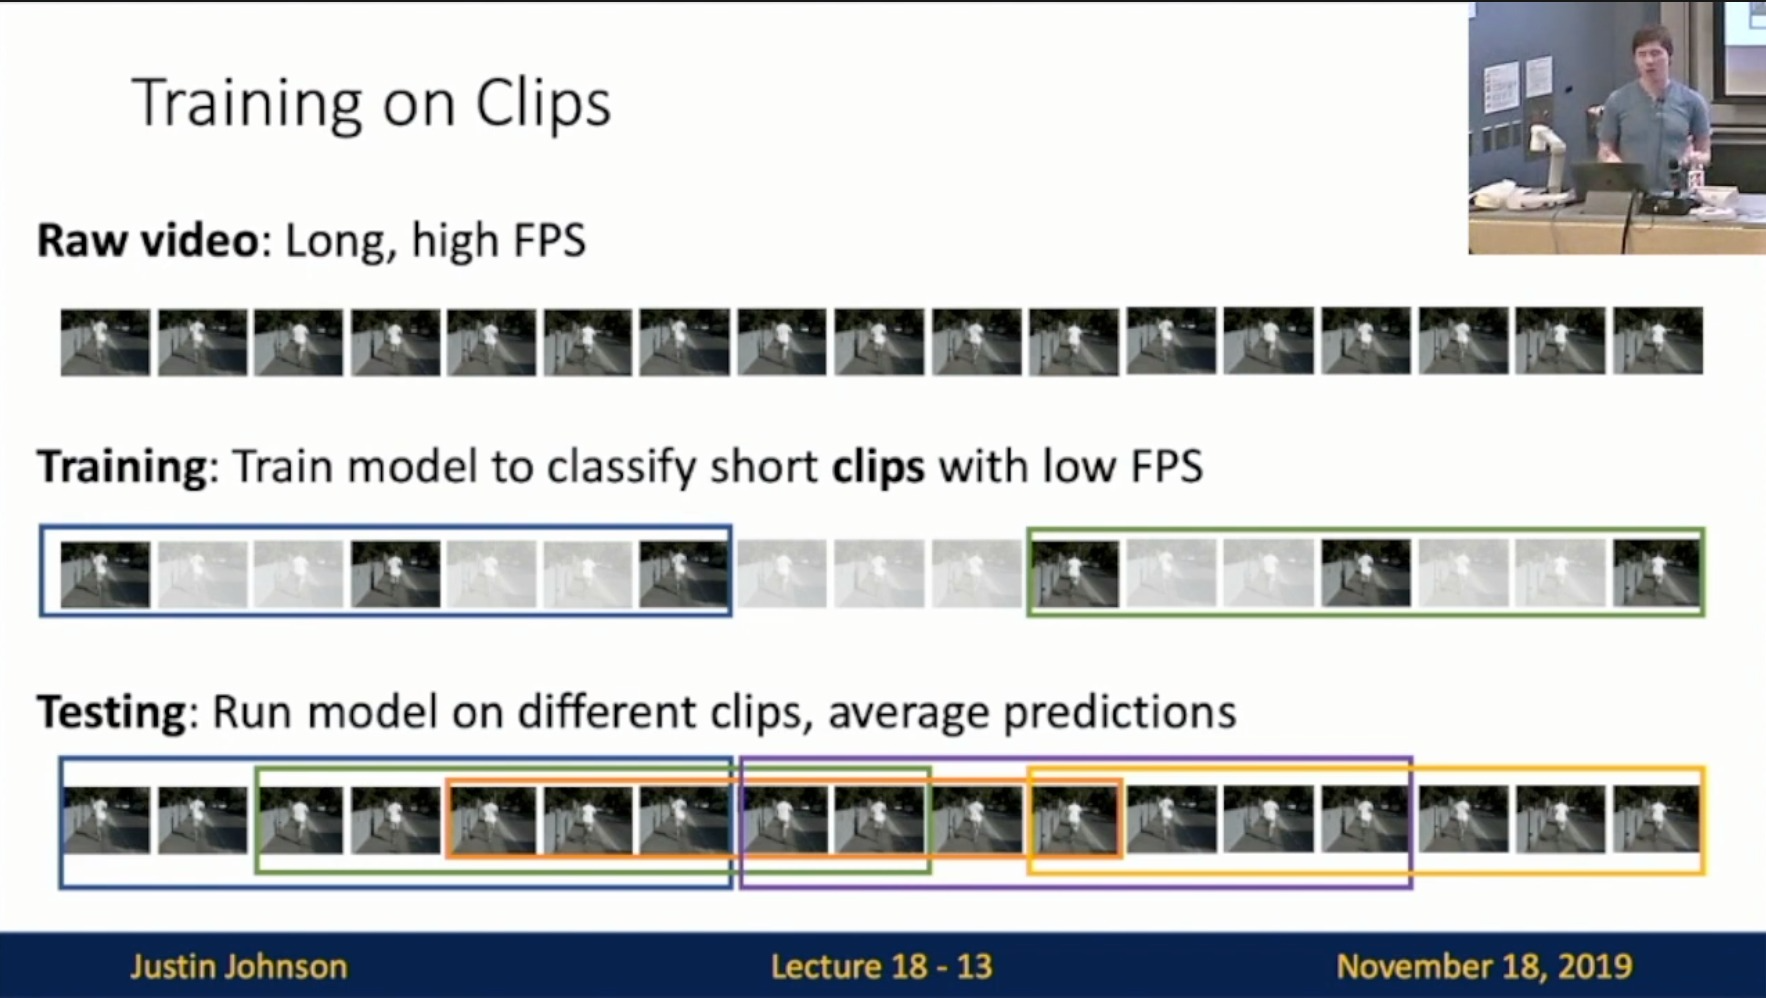 Training on Clips
Raw video: Long, high FPS
Training: Train model to classify short clips with low FPS
Testing: Run model on different clips, average predictions
Justin Johnson
Lecture 18 - 13
November 18, 2019